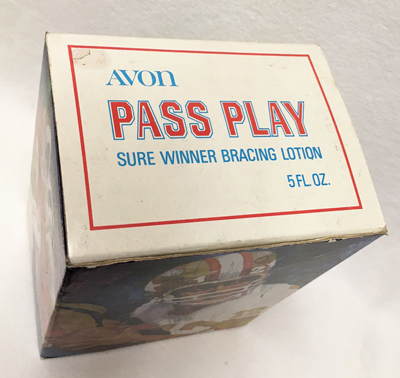 AVON
PASS PLAY
SURE WINNER BRACING LOTION
5 FL. OZ.